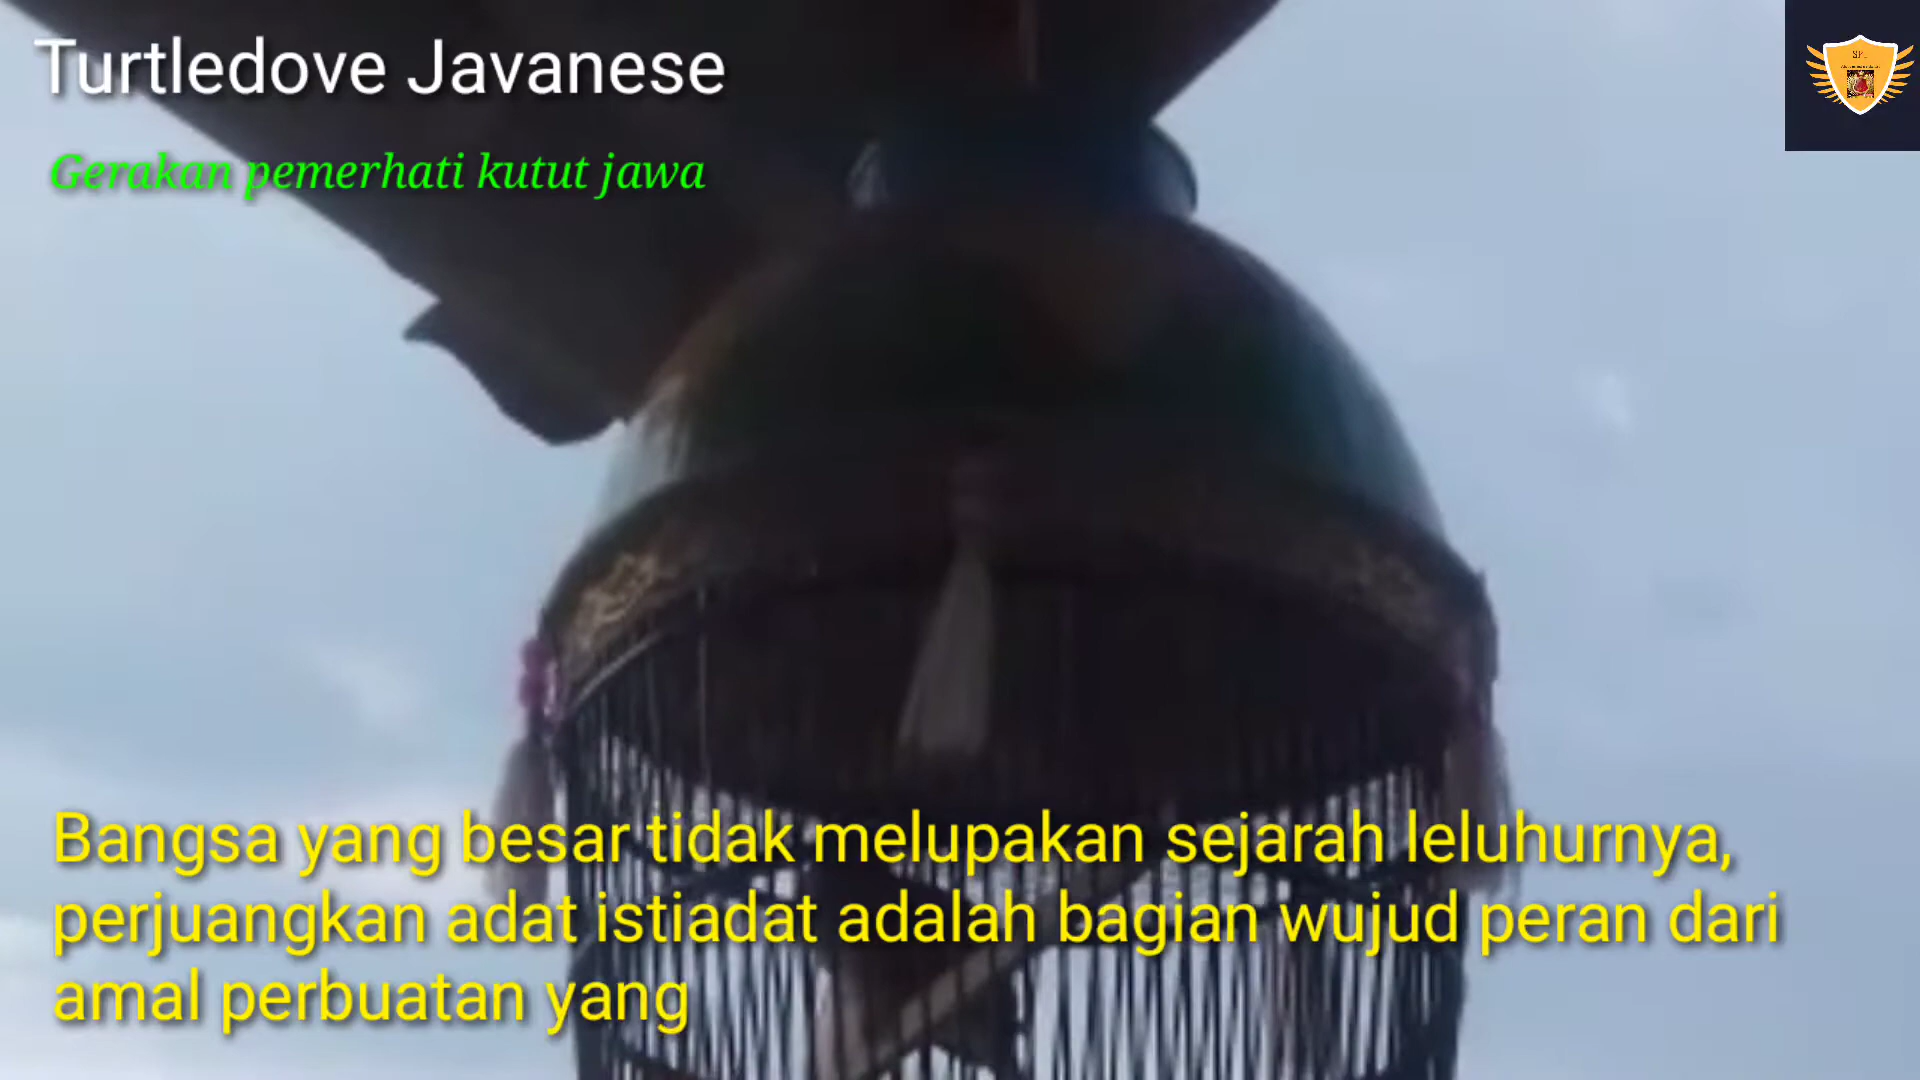 Turtledove Javanese
Gerakan pemerhati kutut jawa
Bangsa yang besar tidak melupakan sejarah leluhurnya,
perjuangkan adat istiadat adalah bagian wujud peran dari
amal perbuatan yang